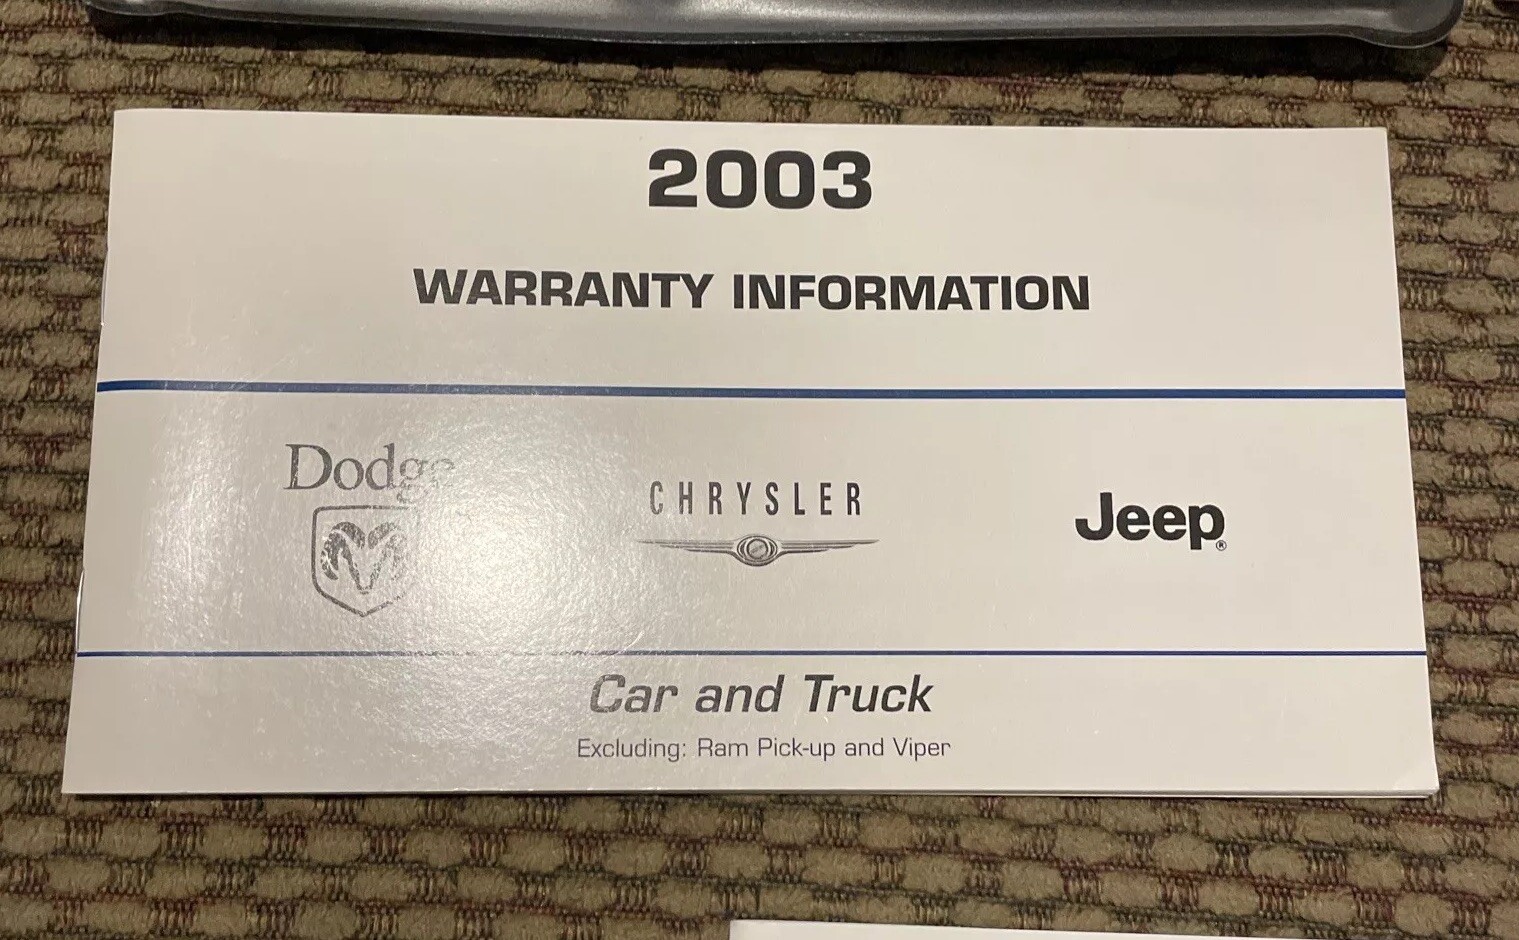 2003
WARRANTY INFORMATION
Dodge
CHRYSLER
Jeep®
Car and Truck
Excluding: Ram Pick-up and Viper